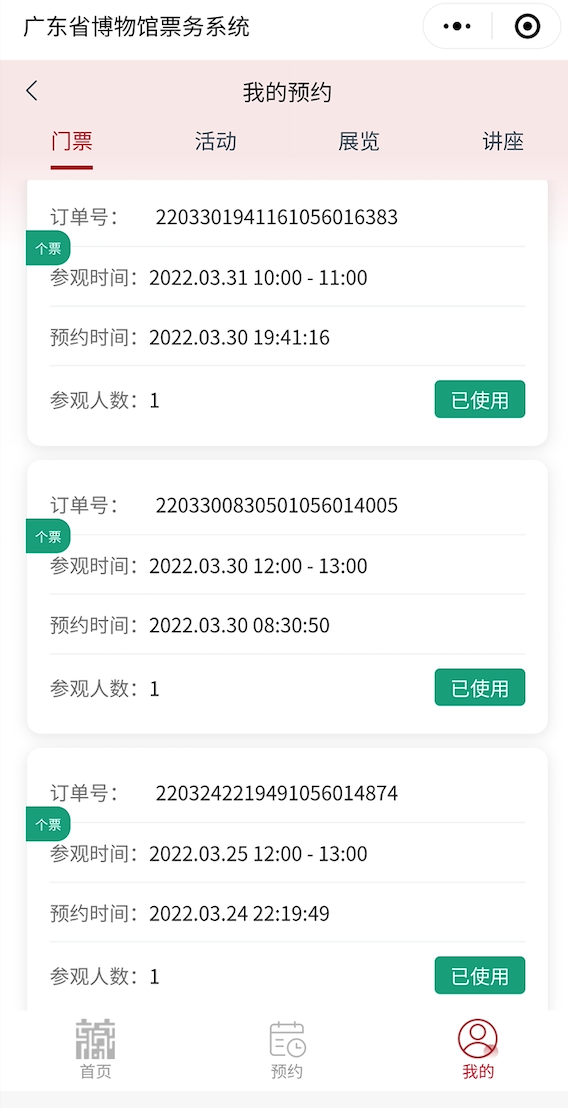 广东省博物馆票务系统
我的预约
门票 活动 展览 讲座
订单号： 2203301941161056016383
个票
参观时间：2022.03.31 10:00 - 11:00
预约时间：2022.03.30 19:41:16
参观人数：1 已使用
订单号： 2203300830501056014005
个票
参观时间：2022.03.30 12:00 - 13:00
预约时间：2022.03.30 08:30:50
参观人数：1 已使用
订单号： 2203242219491056014874
个票
参观时间：2022.03.25 12:00 - 13:00
预约时间：2022.03.24 22:19:49
参观人数：1 已使用
首页 预约 我的